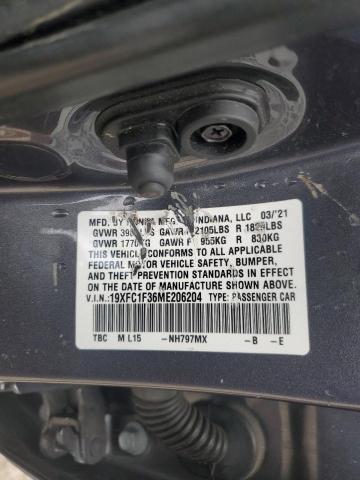 MFD. BY HONDA MFG. INDIANA, LLC 03/'21
GVWR LBS GAWR F 2105LBS R LBS
GVWR KG GAWR F 955KG R 830KG
THIS VEHICLE CONFORMS TO ALL APPLICABLE
FEDERAL MOTOR VEHICLE SAFETY, BUMPER,
AND THEFT PREVENTION STANDARDS IN EFFECT
ON THE DATE OF MANUFACTURE SHOWN ABOVE.
V.I.N.: 19XFC1F36ME206204 TYPE: PASSENGER CAR
TBC M L15 -NH797MX -B -E